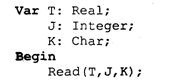 Var T: Real;
J: Integer;
K: Char;
Begin
Read(T,J,K);